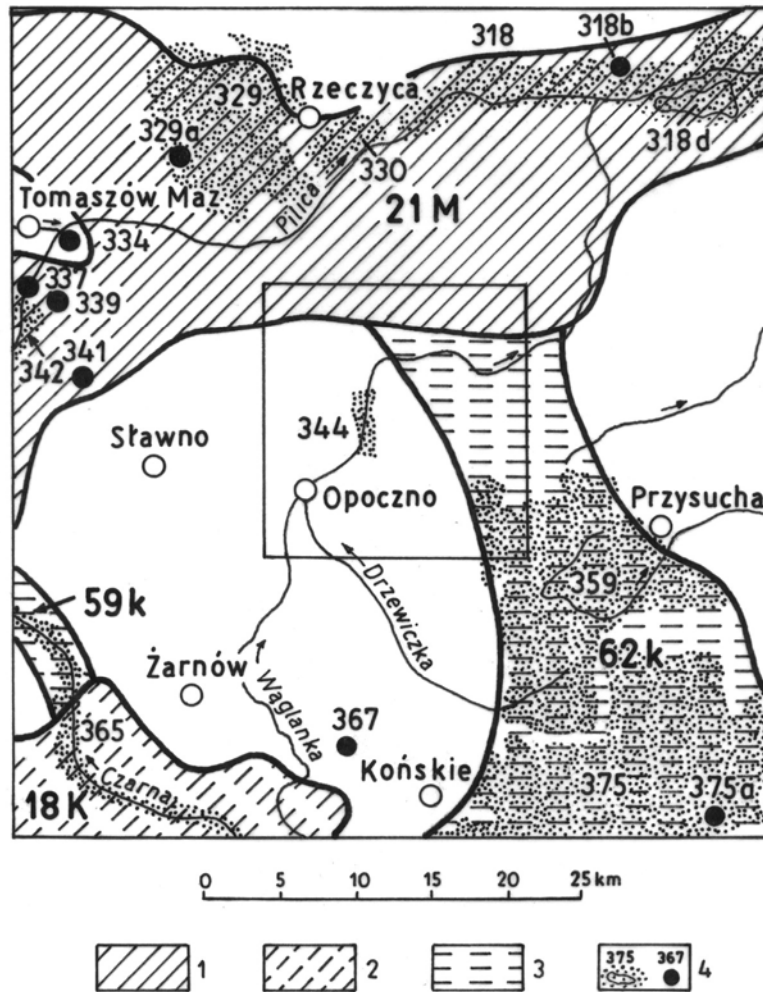 318
318b
329
Rzeczyca
329a
318d
330
Pilica
Tomaszów Maz
21M
334
337
339
341
342
344
Sławno
Opoczno
Przysucha
Drzewiczka
359
59k
62k
Żarnów
Wąglanka
367
365
Końskie
375
375a
Czarna
18K
0 5 10 15 20 25 km
1 2 3 375 367 4